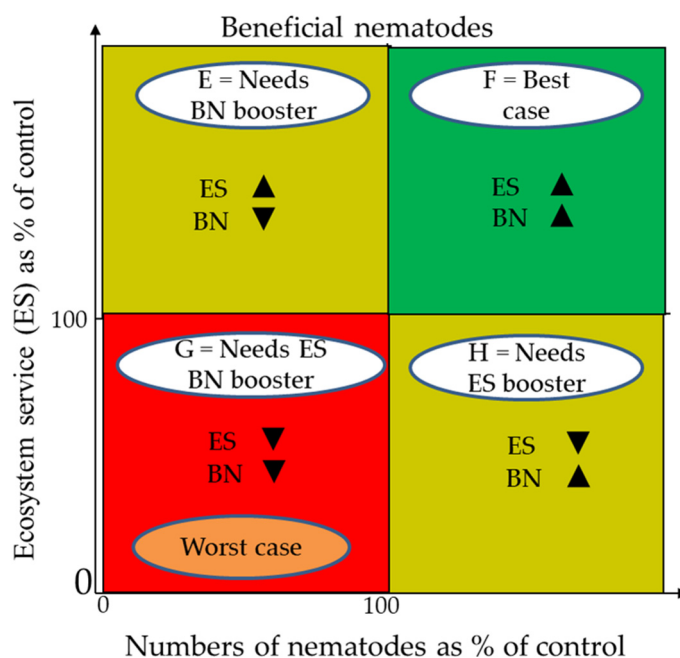 Beneficial nematodes
E = Needs
BN booster
F = Best
case
ES ▲
BN ▼
ES ▲
BN ▲
Ecosystem service (ES) as % of control
100
G = Needs ES
BN booster
H = Needs
ES booster
ES ▼
BN ▼
ES ▼
BN ▲
Worst case
0
0
100
Numbers of nematodes as % of control